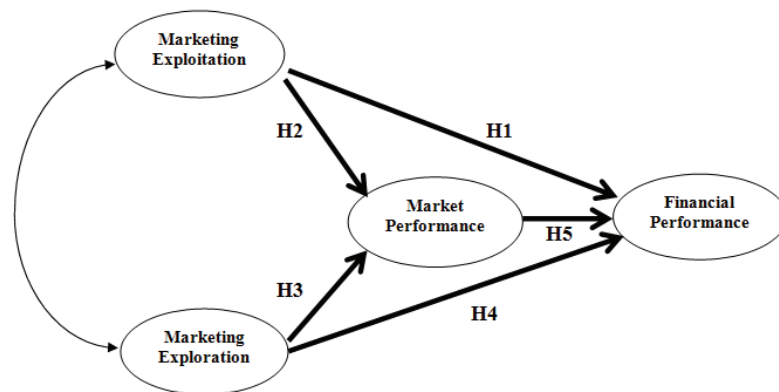 Marketing
Exploitation
H1
H2
Market
Performance
Financial
Performance
H5
H3
H4
Marketing
Exploration